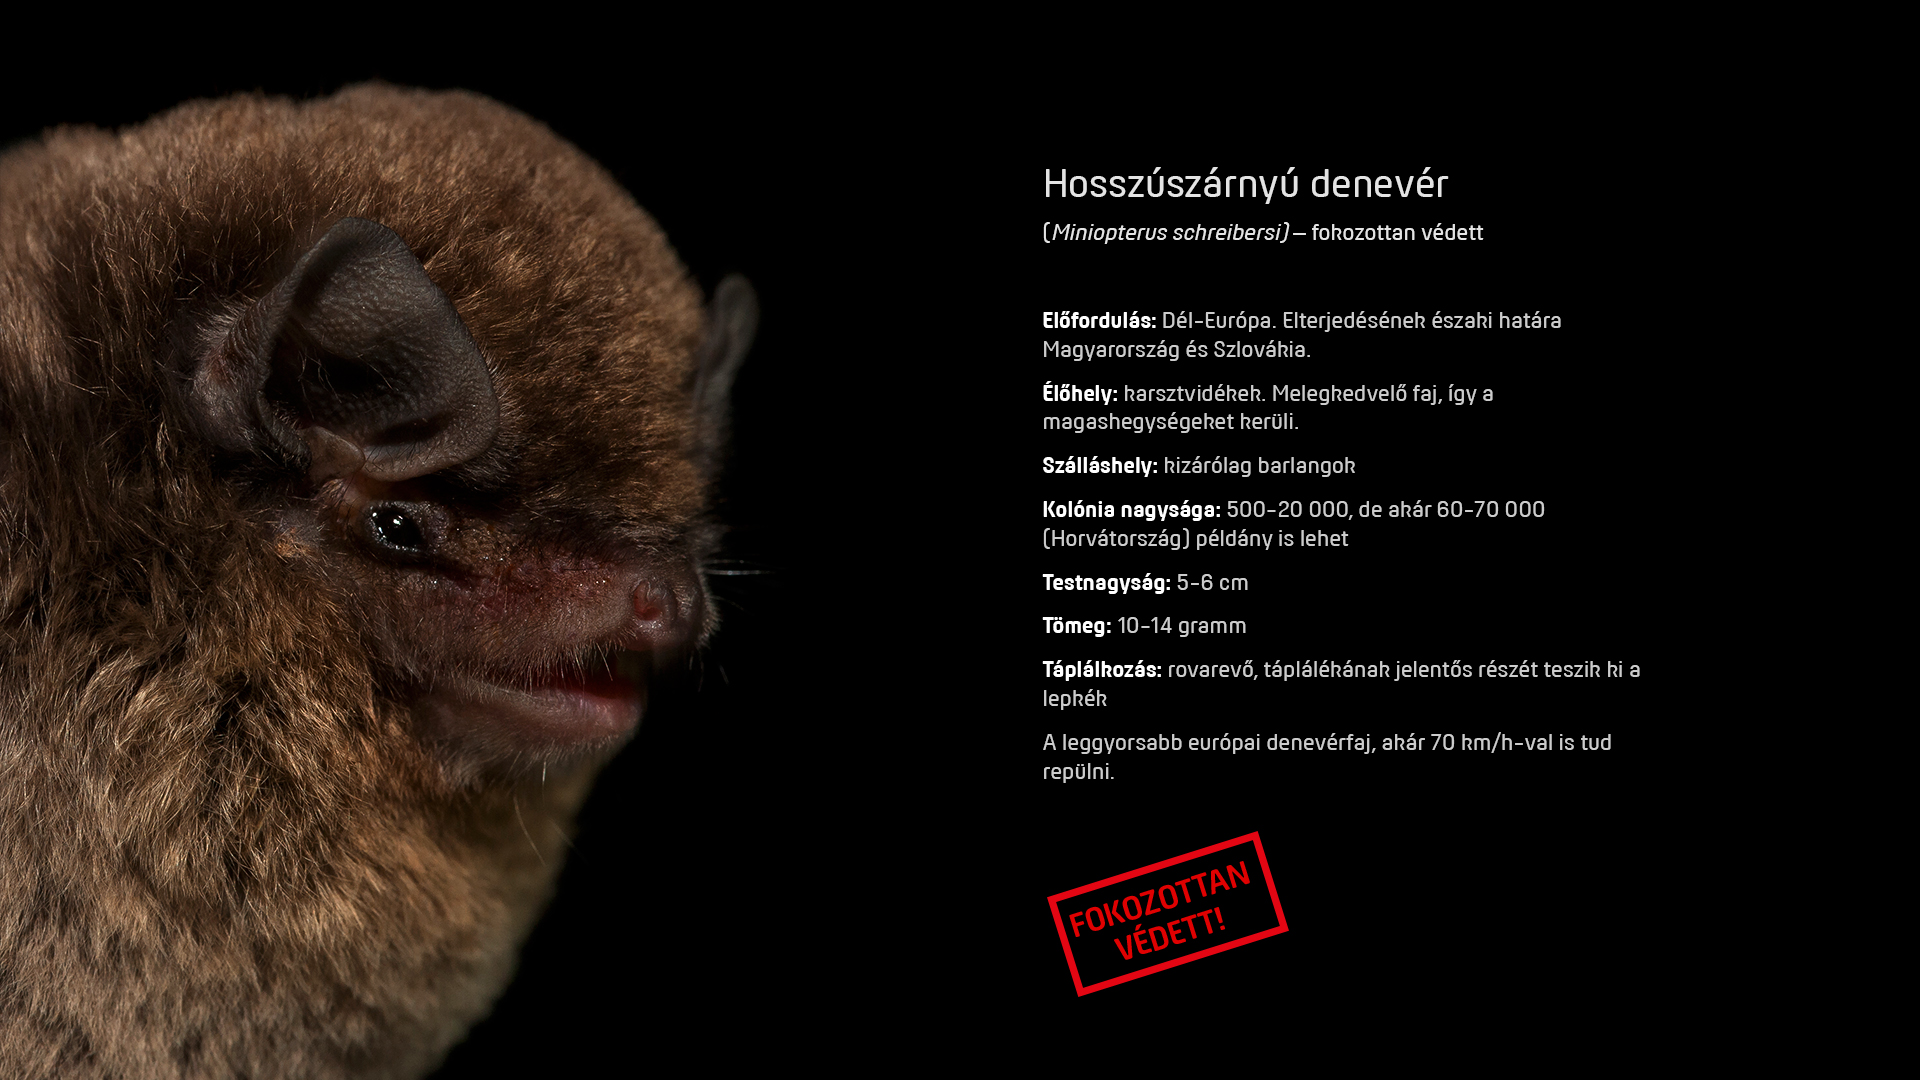 Hosszúszárnyú denevér
(Miniopterus schreibersi) – fokozottan védett
Előfordulás: Dél-Európa. Elterjedésének északi határa
Magyarország és Szlovákia.
Élőhely: karsztvidékek. Melegkedvelő faj, így a
magashegységeket kerüli.
Szálláshely: kizárólag barlangok
Kolónia nagysága: 500-20 000, de akár 60-70 000
(Horvátország) példány is lehet
Testnagyság: 5-6 cm
Tömeg: 10-14 gramm
Táplálkozás: rovarevő, táplálékának jelentős részét teszik ki a
lepkék
A leggyorsabb európai denevérfaj, akár 70 km/h-val is tud
repülni.
FOKOZOTTAN
VÉDETT!